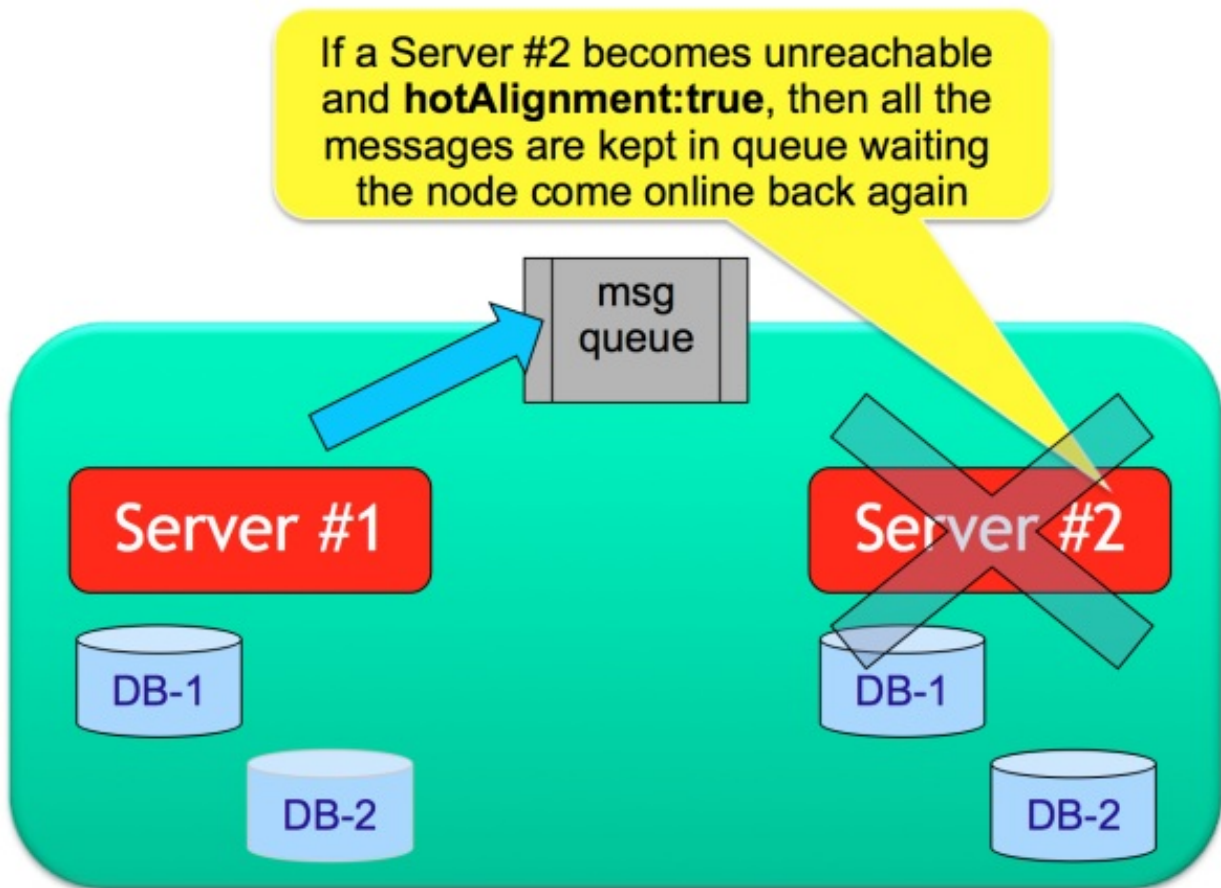 If a Server #2 becomes unreachable
and hotAlignment:true, then all the
messages are kept in queue waiting
the node come online back again
msg
queue
Server #1
Server #2
DB-1
DB-1
DB-2
DB-2